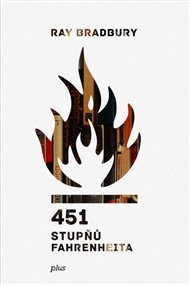 RAY BRADBURY
451
STUPŇŮ
FAHRENHEITA
plus